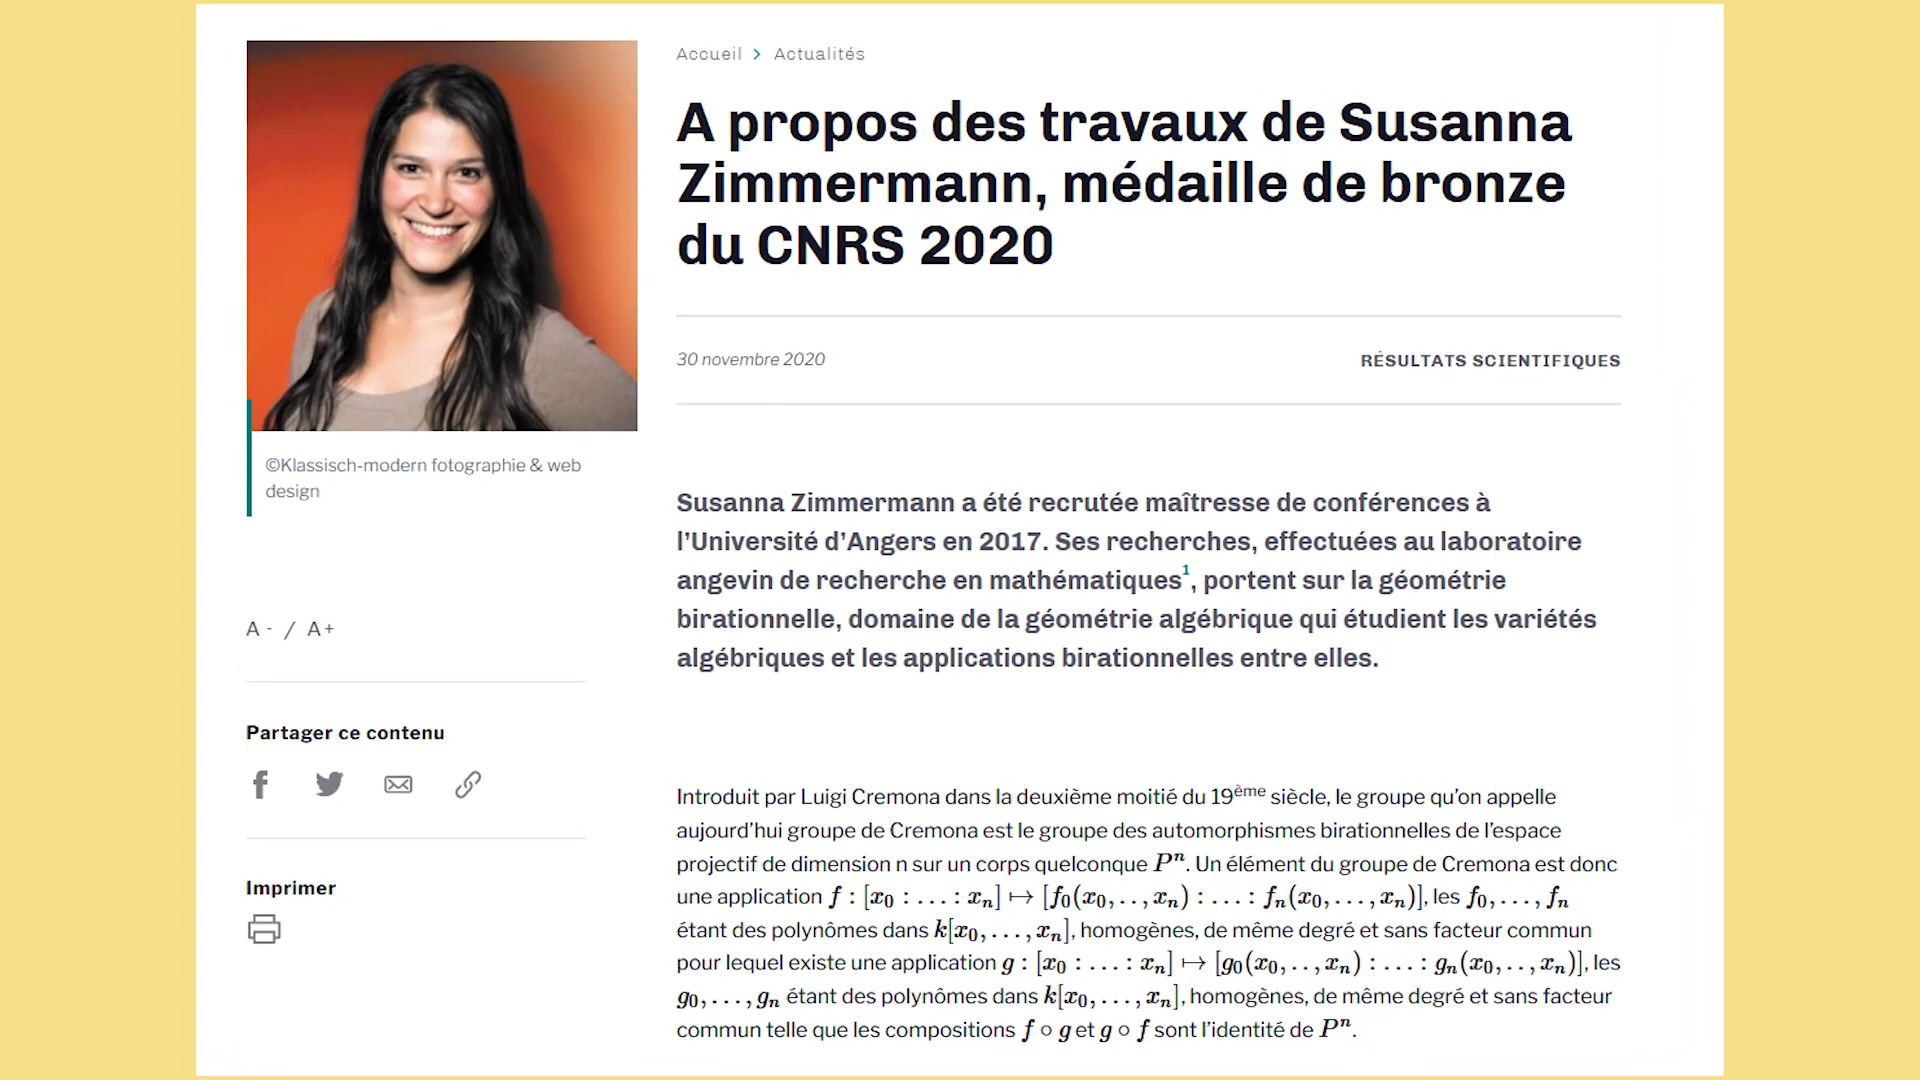 Accueil > Actualités
A propos des travaux de Susanna
Zimmermann, médaille de bronze
du CNRS 2020
30 novembre 2020
RÉSULTATS SCIENTIFIQUES
©Klassisch-modern fotographie & web
design
Susanna Zimmermann a été recrutée maîtresse de conférences à
l’Université d’Angers en 2017. Ses recherches, effectuées au laboratoire
angevin de recherche en mathématiques¹, portent sur la géométrie
birationnelle, domaine de la géométrie algébrique qui étudient les variétés
algébriques et les applications birationnelles entre elles.
A - / A +
Partager ce contenu
Imprimer
Introduit par Luigi Cremona dans la deuxième moitié du 19ème siècle, le groupe qu’on appelle
aujourd’hui groupe de Cremona est le groupe des automorphismes birationnelles de l’espace
projectif de dimension n sur un corps quelconque Pⁿ. Un élément du groupe de Cremona est donc
une application f : [x₀ : . . . : xₙ] ↦ [f₀(x₀, . . , xₙ) : . . . : fₙ(x₀, . . . , xₙ)], les f₀, . . . , fₙ
étant des polynômes dans k[x₀, . . . , xₙ], homogènes, de même degré et sans facteur commun
pour lequel existe une application g : [x₀ : . . . : xₙ] ↦ [g₀(x₀, . . , xₙ) : . . . : gₙ(x₀, . . , xₙ)], les
g₀, . . . , gₙ étant des polynômes dans k[x₀, . . . , xₙ], homogènes, de même degré et sans facteur
commun telle que les compositions f ∘ g et g ∘ f sont l’identité de Pⁿ.